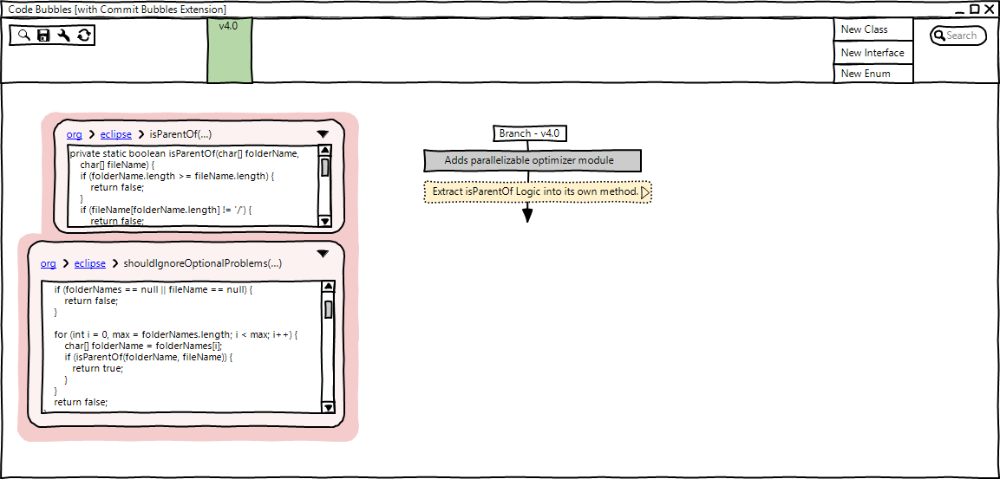 Code Bubbles [with Commit Bubbles Extension]
v4.0
New Class
New Interface
New Enum
Search
org > eclipse > isParentOf(...)
private static boolean isParentOf(char[] folderName,
char[] fileName) {
if (folderName.length >= fileName.length) {
return false;
}
if (fileName[folderName.length] != '/') {
return false;
Branch - v4.0
Adds parallelizable optimizer module
Extract isParentOf Logic into its own method.
org > eclipse > shouldIgnoreOptionalProblems(...)
if (folderNames == null || fileName == null) {
return false;
}
for (int i = 0, max = folderNames.length; i < max; i++) {
char[] folderName = folderNames[i];
if (isParentOf(folderName, fileName)) {
return true;
}
}
return false;